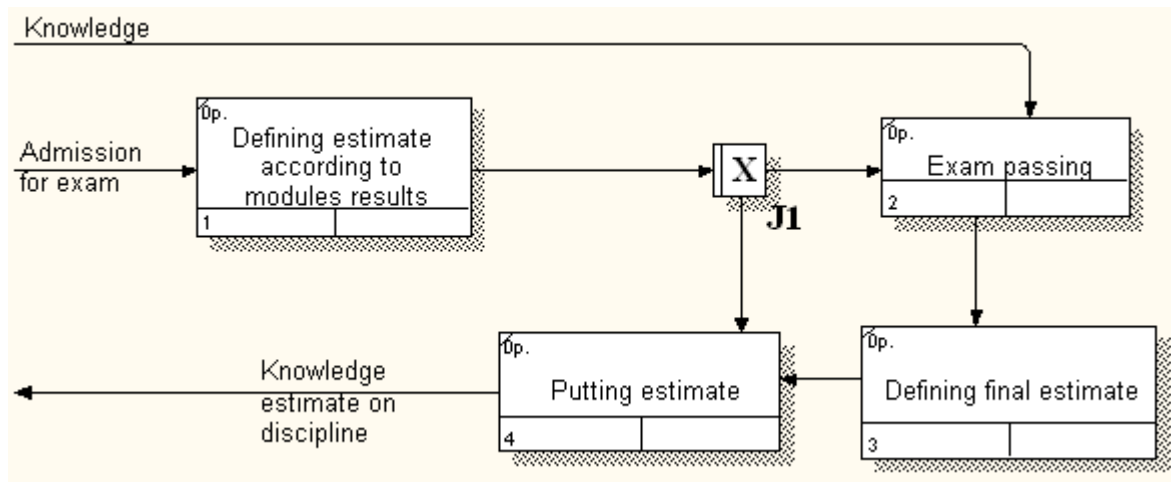 Knowledge
Admission
for exam
0p.
Defining estimate
according to
modules results
1
X
J1
0p.
Exam passing
2
0p.
Defining final estimate
3
0p.
Putting estimate
4
Knowledge
estimate on
discipline